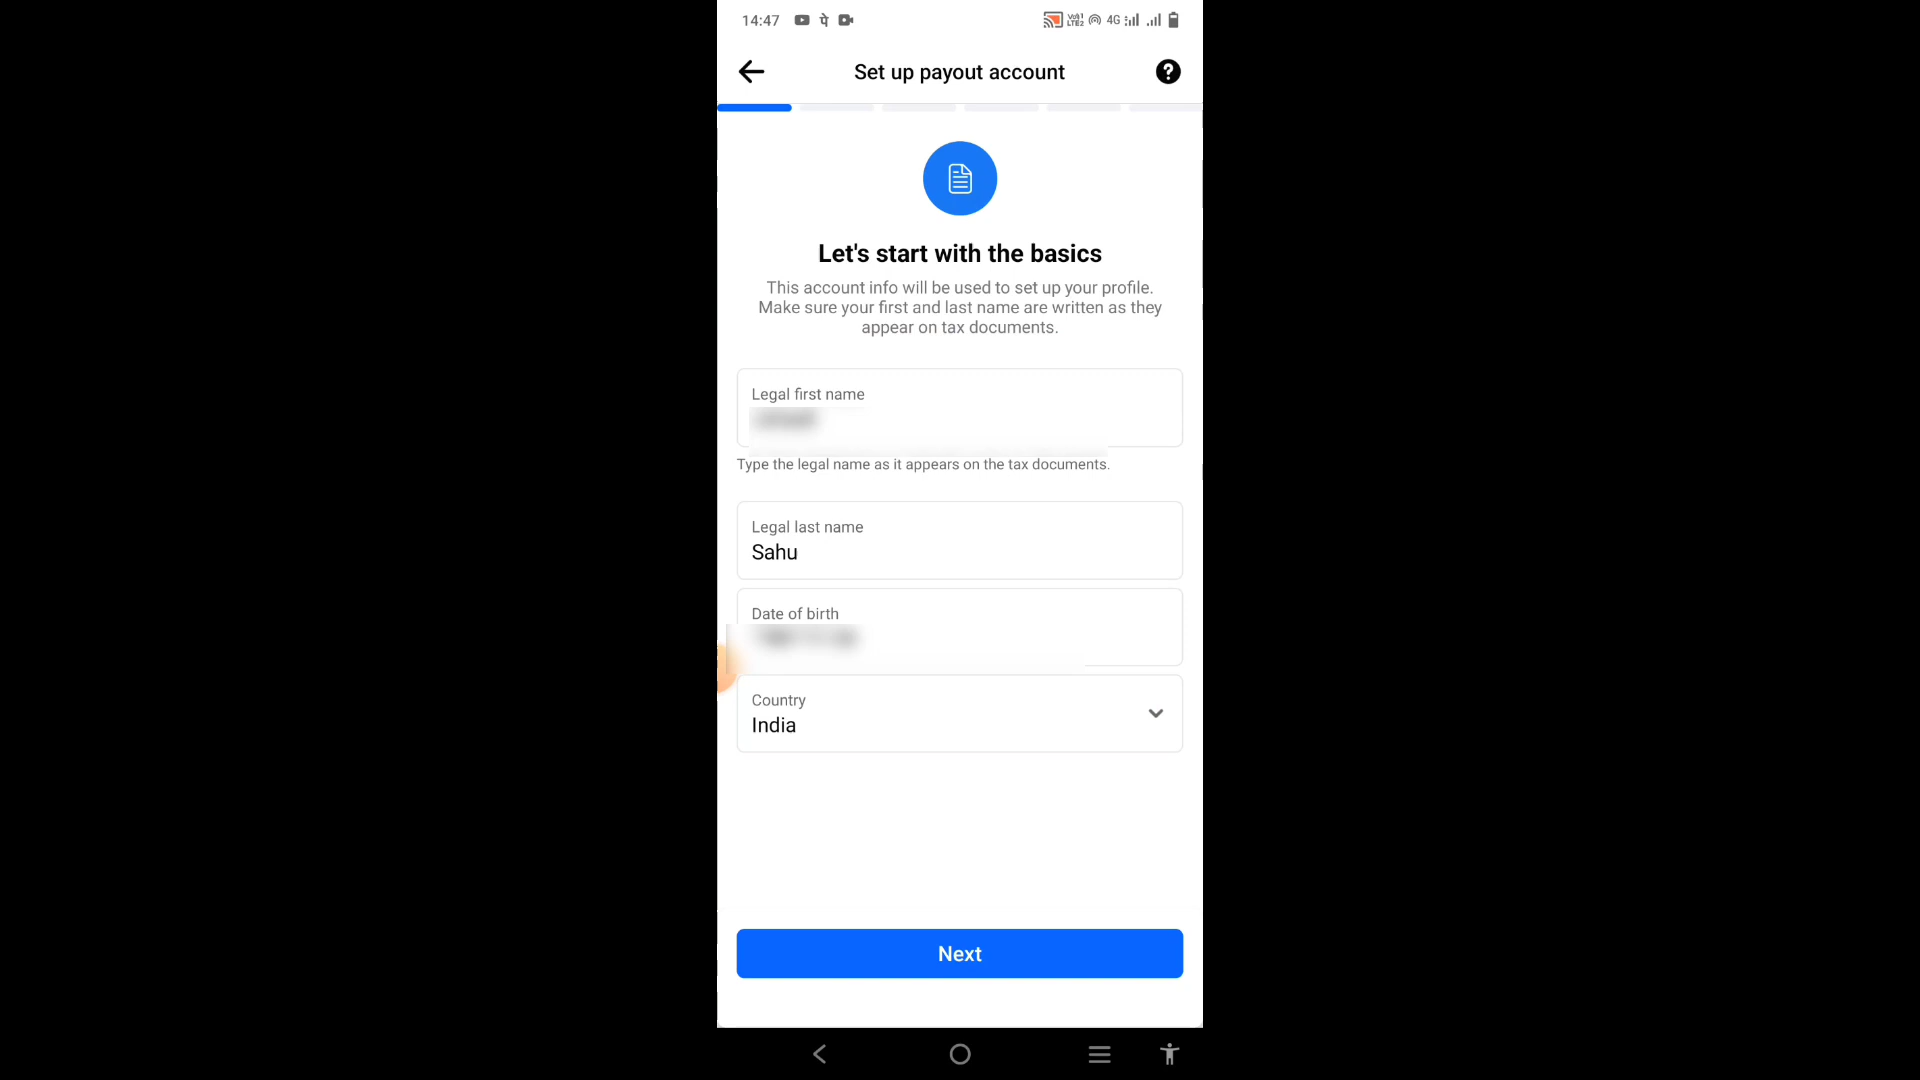 14:47 पे Vo)) LTE2 4G
Set up payout account
Let's start with the basics
This account info will be used to set up your profile.
Make sure your first and last name are written as they
appear on tax documents.
Legal first name
Type the legal name as it appears on the tax documents.
Legal last name
Sahu
Date of birth
Country
India
Next